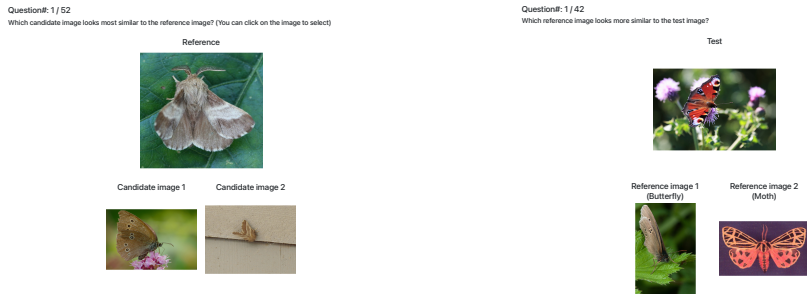 Question#: 1 / 52
Which candidate image looks most similar to the reference image? (You can click on the image to select)
Reference
Candidate image 1
Candidate image 2
Question#: 1 / 42
Which reference image looks more similar to the test image?
Test
Reference image 1
(Butterfly)
Reference image 2
(Moth)